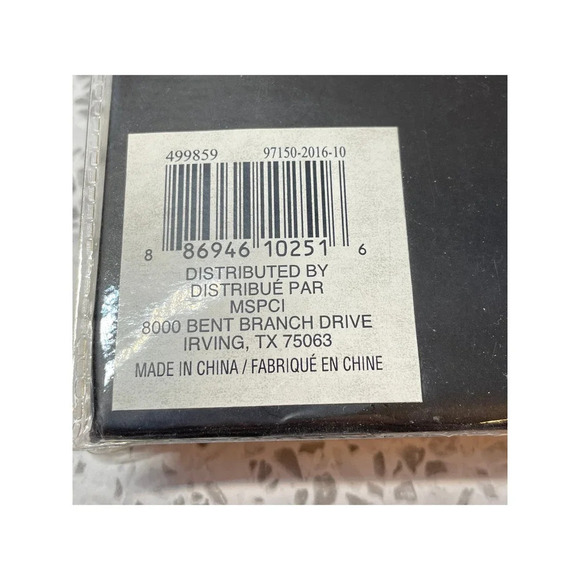 499859 97150-2016-10
8 86946 10251 6
DISTRIBUTED BY
DISTRIBUÉ PAR
MSPCI
8000 BENT BRANCH DRIVE
IRVING, TX 75063
MADE IN CHINA / FABRIQUÉ EN CHINE